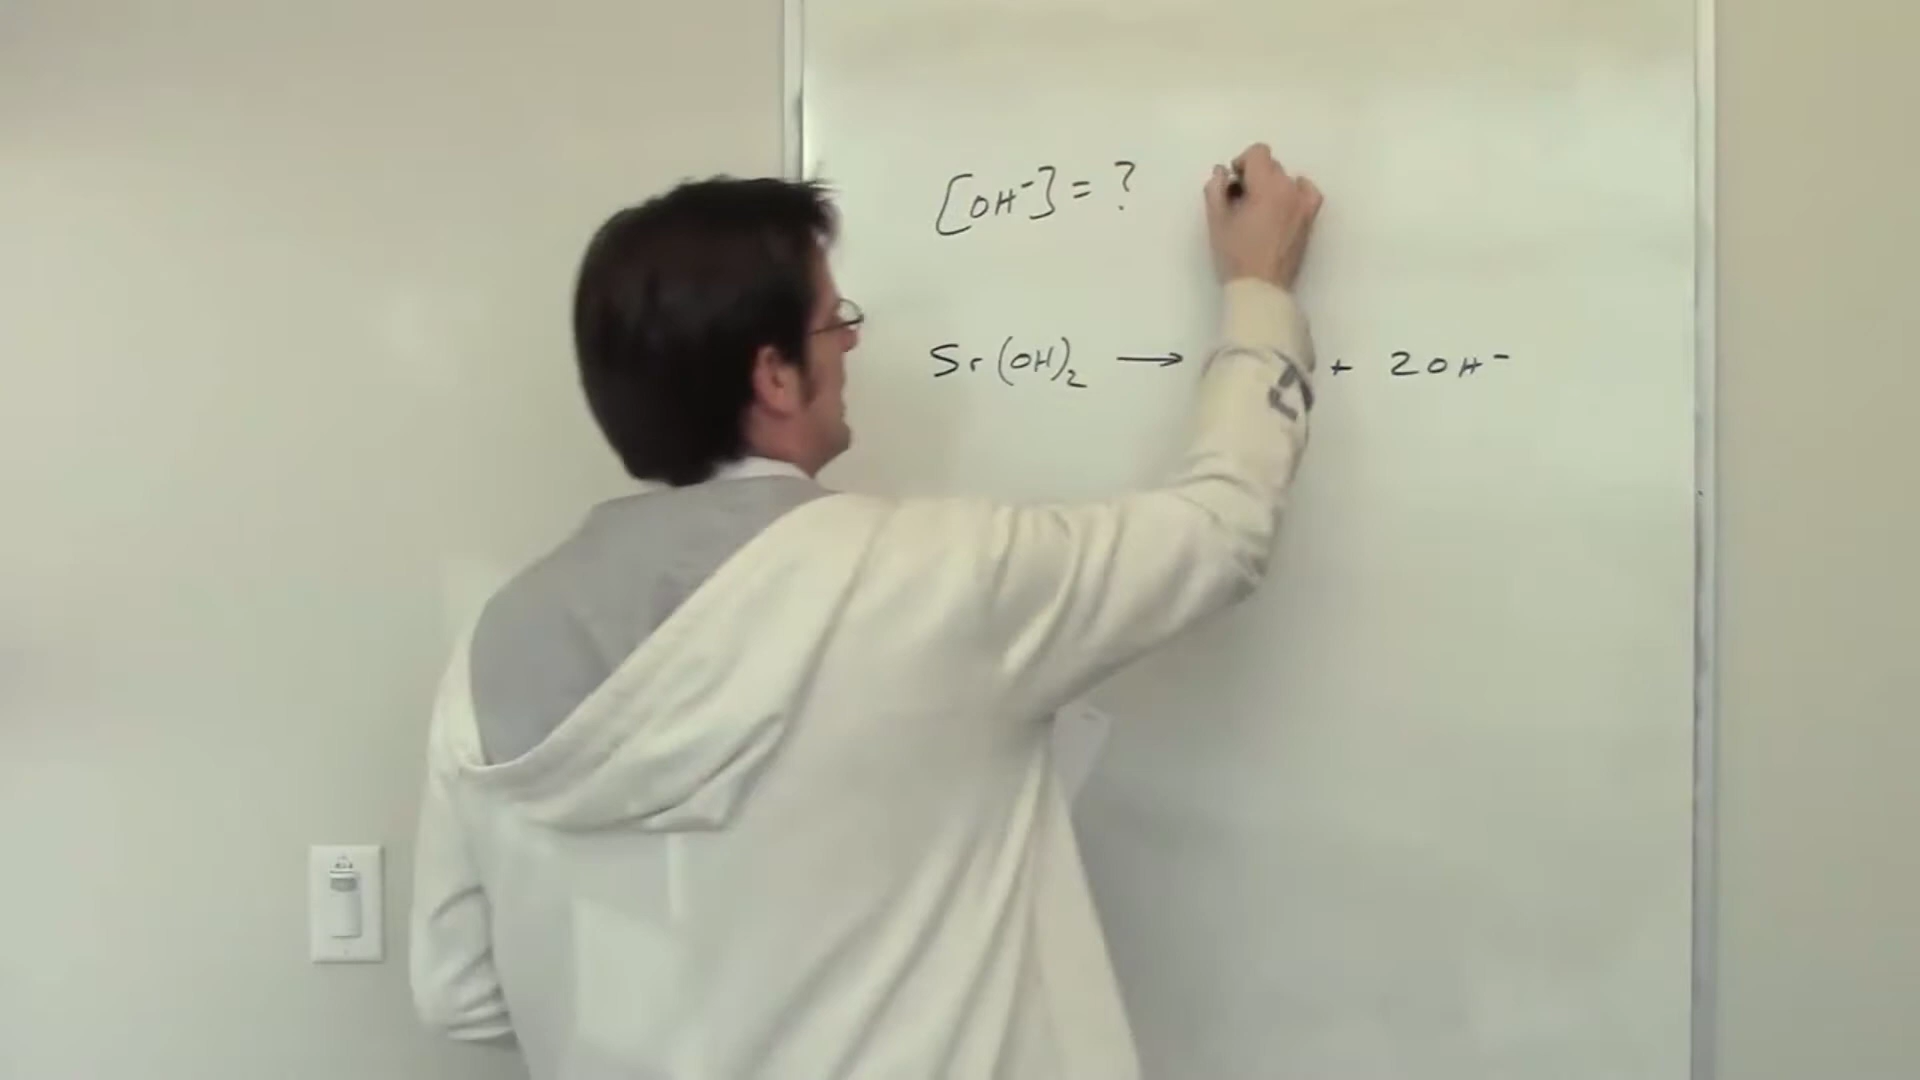 [OH⁻] = ?
Sr(OH)₂ → + 2OH⁻